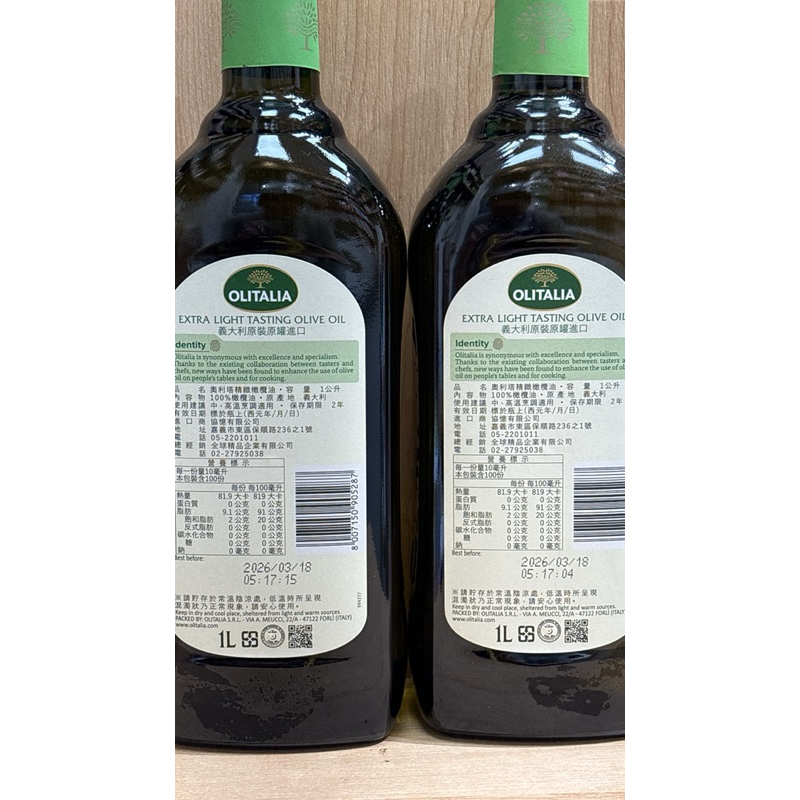 OLITALIA
EXTRA LIGHT TASTING OLIVE OIL
義大利原裝原罐進口
dentity
Olitalia is synonymous with excellence and specialism.
Thanks to the existing collaboration between tasters and
chefs, new ways have been found to enhance the use of olive
oil on people's tables and for cooking.
品 名 奧利塔精緻橄欖油・容 量 1公升
內 容 物 100%橄欖油・原 產 地 義大利
使用建議 中、高溫烹調適用・保存期限 2年
有效日期 標於瓶上(西元年/月/日)
進 口 商 協憶有限公司
地 址 嘉義市東區保順路236之1號
電 話 05-2201011
總 經 銷 全球精品企業有限公司
電 話 02-27925038
營 養 標 示
每一份量10毫升
本包裝含100份
每份 每100毫升
熱量 81.9 大卡 819 大卡
蛋白質 0 公克 0 公克
脂肪 9.1 公克 91 公克
飽和脂肪 2 公克 20 公克
反式脂肪 0 公克 0 公克
碳水化合物 0 公克 0 公克
糖 0 公克 0 公克
鈉 0 毫克 0 毫克
8 007150 905287
Best before:
2026/03/18
05:17:15
※請貯存於常溫陰涼處，低溫時所呈現
混濁狀乃正常現象，請安心使用。
Keep in dry and cool place, sheltered from light and warm sources.
PACKED BY: OLITALIA S.R.L. - VIA A. MEUCCI, 22/A - 47122 FORLÌ (ITALY)
www.olitalia.com
1L
OLITALIA
EXTRA LIGHT TASTING OLIVE OIL
義大利原裝原罐進口
Identity
Olitalia is synonymous with excellence and specialism.
Thanks to the existing collaboration between tasters and
chefs, new ways have been found to enhance the use of olive
oil on people's tables and for cooking.
品 名 奧利塔精緻橄欖油・容 量 1公升
內 容 物 100%橄欖油・原 產 地 義大利
使用建議 中、高溫烹調適用・保存期限 2年
有效日期 標於瓶上(西元年/月/日)
進 口 商 協憶有限公司
地 址 嘉義市東區保順路236之1號
電 話 05-2201011
總 經 銷 全球精品企業有限公司
電 話 02-27925038
營 養 標 示
每一份量10毫升
本包裝含100份
每份 每100毫升
熱量 81.9 大卡 819 大卡
蛋白質 0 公克 0 公克
脂肪 9.1 公克 91 公克
飽和脂肪 2 公克 20 公克
反式脂肪 0 公克 0 公克
碳水化合物 0 公克 0 公克
糖 0 公克 0 公克
鈉 0 毫克 0 毫克
Best before:
2026/03/18
05:17:04
※請貯存於常溫陰涼處，低溫時所呈現
混濁狀乃正常現象，請安心使用。
Keep in dry and cool place, sheltered from light and warm sources.
PACKED BY: OLITALIA S.R.L. - VIA A. MEUCCI, 22/A - 47122 FORLÌ (ITALY)
www.olitalia.com
1L